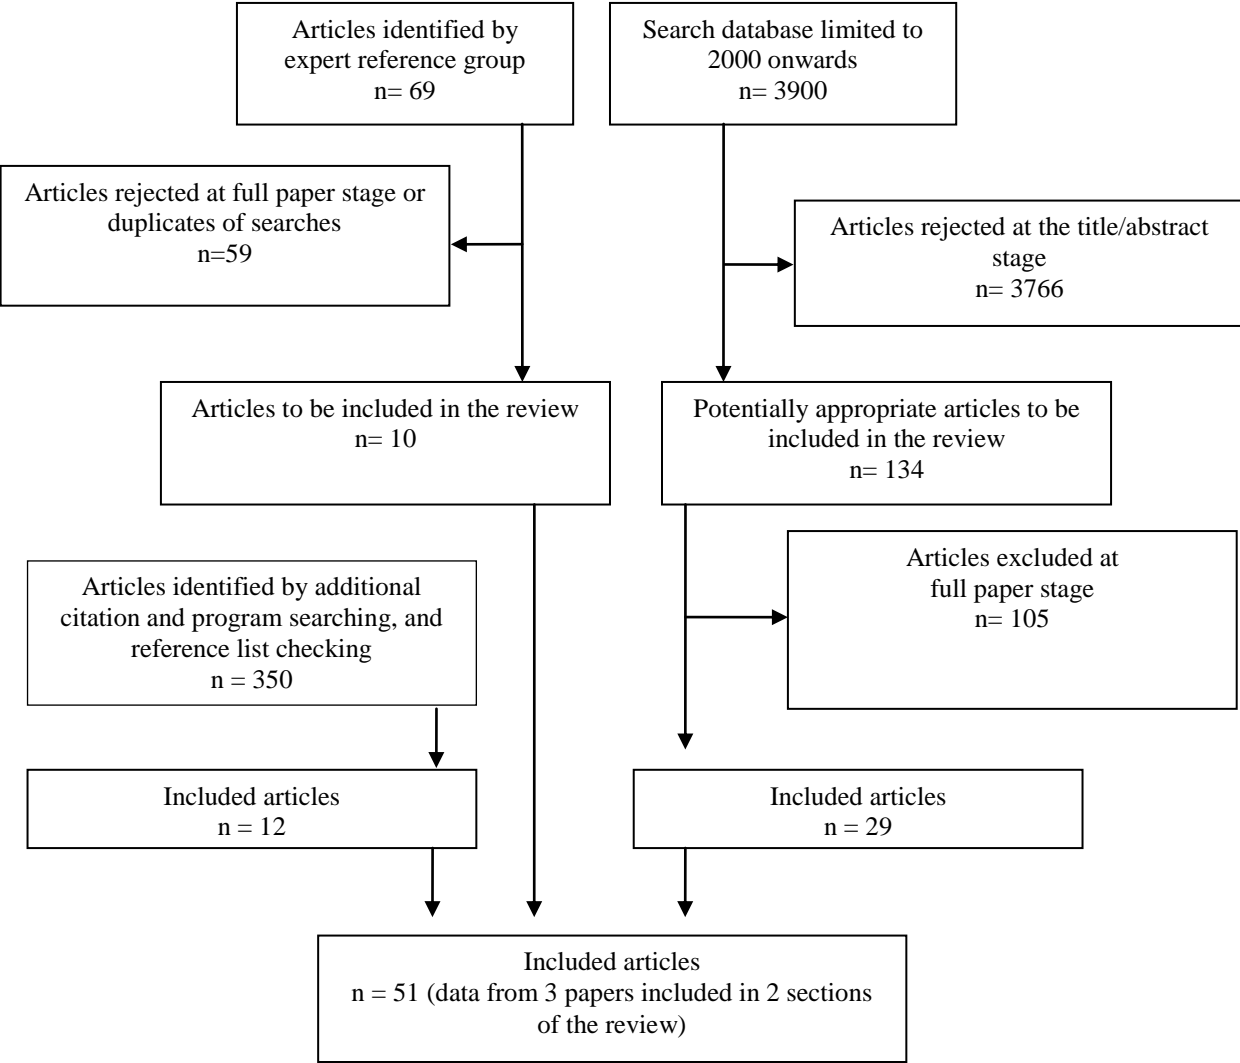 Articles identified by
expert reference group
n= 69
Search database limited to
2000 onwards
n= 3900
Articles rejected at full paper stage or
duplicates of searches
n=59
Articles rejected at the title/abstract
stage
n= 3766
Articles to be included in the review
n= 10
Potentially appropriate articles to be
included in the review
n= 134
Articles identified by additional
citation and program searching, and
reference list checking
n = 350
Articles excluded at
full paper stage
n= 105
Included articles
n = 12
Included articles
n = 29
Included articles
n = 51 (data from 3 papers included in 2 sections
of the review)